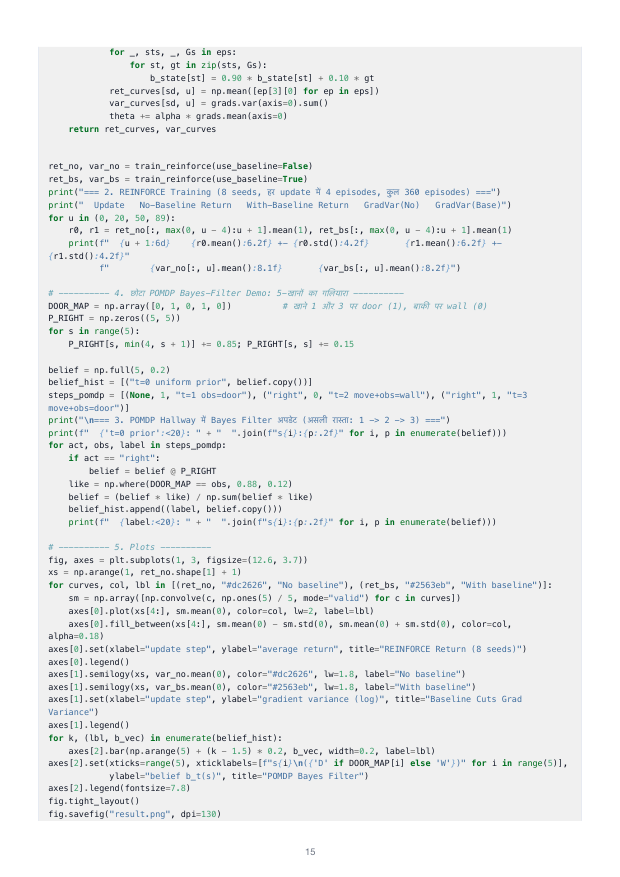 for _, sts, _, Gs in eps:
                for st, gt in zip(sts, Gs):
                    b_state[st] = 0.90 * b_state[st] + 0.10 * gt
            ret_curves[sd, u] = np.mean([ep[3][0] for ep in eps])
            var_curves[sd, u] = grads.var(axis=0).sum()
            theta += alpha * grads.mean(axis=0)
    return ret_curves, var_curves

ret_no, var_no = train_reinforce(use_baseline=False)
ret_bs, var_bs = train_reinforce(use_baseline=True)
print("=== 2. REINFORCE Training (8 seeds, हर update में 4 episodes, कुल 360 episodes) ===")
print("  Update   No-Baseline Return   With-Baseline Return   GradVar(No)   GradVar(Base)")
for u in (0, 20, 50, 89):
    r0, r1 = ret_no[:, max(0, u - 4):u + 1].mean(1), ret_bs[:, max(0, u - 4):u + 1].mean(1)
    print(f"  {u + 1:6d}    {r0.mean():6.2f} +- {r0.std():4.2f}       {r1.mean():6.2f} +-
{r1.std():4.2f}"
          f"        {var_no[:, u].mean():8.1f}       {var_bs[:, u].mean():8.2f}")

# ---------- 4. छोटा POMDP Bayes-Filter Demo: 5-खानों का गलियारा ----------
DOOR_MAP = np.array([0, 1, 0, 1, 0])          # खाने 1 और 3 पर door (1), बाकी पर wall (0)
P_RIGHT = np.zeros((5, 5))
for s in range(5):
    P_RIGHT[s, min(4, s + 1)] += 0.85; P_RIGHT[s, s] += 0.15

belief = np.full(5, 0.2)
belief_hist = [("t=0 uniform prior", belief.copy())]
steps_pomdp = [(None, 1, "t=1 obs=door"), ("right", 0, "t=2 move+obs=wall"), ("right", 1, "t=3
move+obs=door")]
print("\n=== 3. POMDP Hallway में Bayes Filter अपडेट (असली रास्ता: 1 -> 2 -> 3) ===")
print(f"  {'t=0 prior':<20}: " + "  ".join(f"s{i}:{p:.2f}" for i, p in enumerate(belief)))
for act, obs, label in steps_pomdp:
    if act == "right":
        belief = belief @ P_RIGHT
    like = np.where(DOOR_MAP == obs, 0.88, 0.12)
    belief = (belief * like) / np.sum(belief * like)
    belief_hist.append((label, belief.copy()))
    print(f"  {label:<20}: " + "  ".join(f"s{i}:{p:.2f}" for i, p in enumerate(belief)))

# ---------- 5. Plots ----------
fig, axes = plt.subplots(1, 3, figsize=(12.6, 3.7))
xs = np.arange(1, ret_no.shape[1] + 1)
for curves, col, lbl in [(ret_no, "#dc2626", "No baseline"), (ret_bs, "#2563eb", "With baseline")]:
    sm = np.array([np.convolve(c, np.ones(5) / 5, mode="valid") for c in curves])
    axes[0].plot(xs[4:], sm.mean(0), color=col, lw=2, label=lbl)
    axes[0].fill_between(xs[4:], sm.mean(0) - sm.std(0), sm.mean(0) + sm.std(0), color=col,
alpha=0.18)
axes[0].set(xlabel="update step", ylabel="average return", title="REINFORCE Return (8 seeds)")
axes[0].legend()
axes[1].semilogy(xs, var_no.mean(0), color="#dc2626", lw=1.8, label="No baseline")
axes[1].semilogy(xs, var_bs.mean(0), color="#2563eb", lw=1.8, label="With baseline")
axes[1].set(xlabel="update step", ylabel="gradient variance (log)", title="Baseline Cuts Grad
Variance")
axes[1].legend()
for k, (lbl, b_vec) in enumerate(belief_hist):
    axes[2].bar(np.arange(5) + (k - 1.5) * 0.2, b_vec, width=0.2, label=lbl)
axes[2].set(xticks=range(5), xticklabels=[f"s{i}\n({'D' if DOOR_MAP[i] else 'W'})" for i in range(5)],
            ylabel="belief b_t(s)", title="POMDP Bayes Filter")
axes[2].legend(fontsize=7.8)
fig.tight_layout()
fig.savefig("result.png", dpi=130)
15